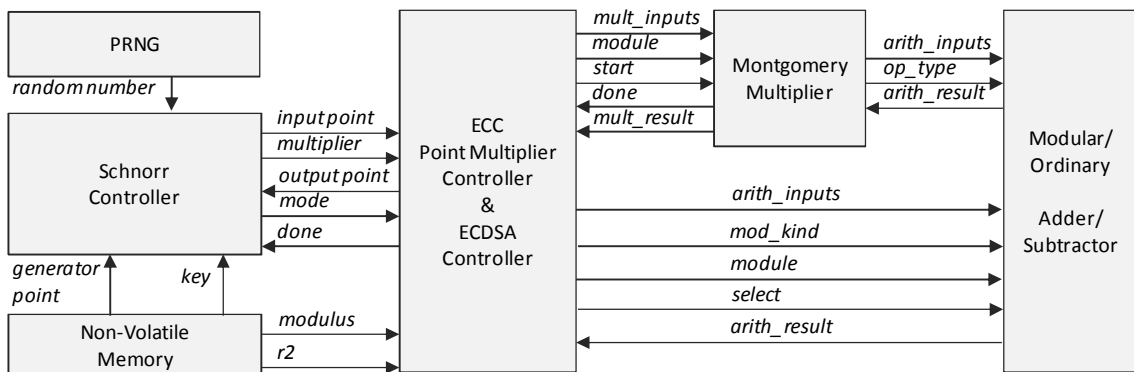 PRNG
random number
Schnorr
Controller
generator
point
key
Non-Volatile
Memory
input point
multiplier
output point
mode
done
modulus
r2
ECC
Point Multiplier
Controller
&
ECDSA
Controller
mult_inputs
module
start
done
mult_result
Montgomery
Multiplier
arith_inputs
op_type
arith_result
arith_inputs
mod_kind
module
select
arith_result
Modular/
Ordinary
Adder/
Subtractor